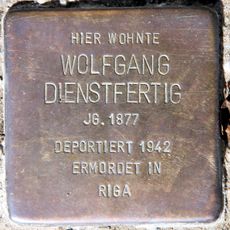 HIER WOHNTE
WOLFGANG
DIENSTFERTIG
JG. 1877
DEPORTIERT 1942
ERMORDET IN
RIGA